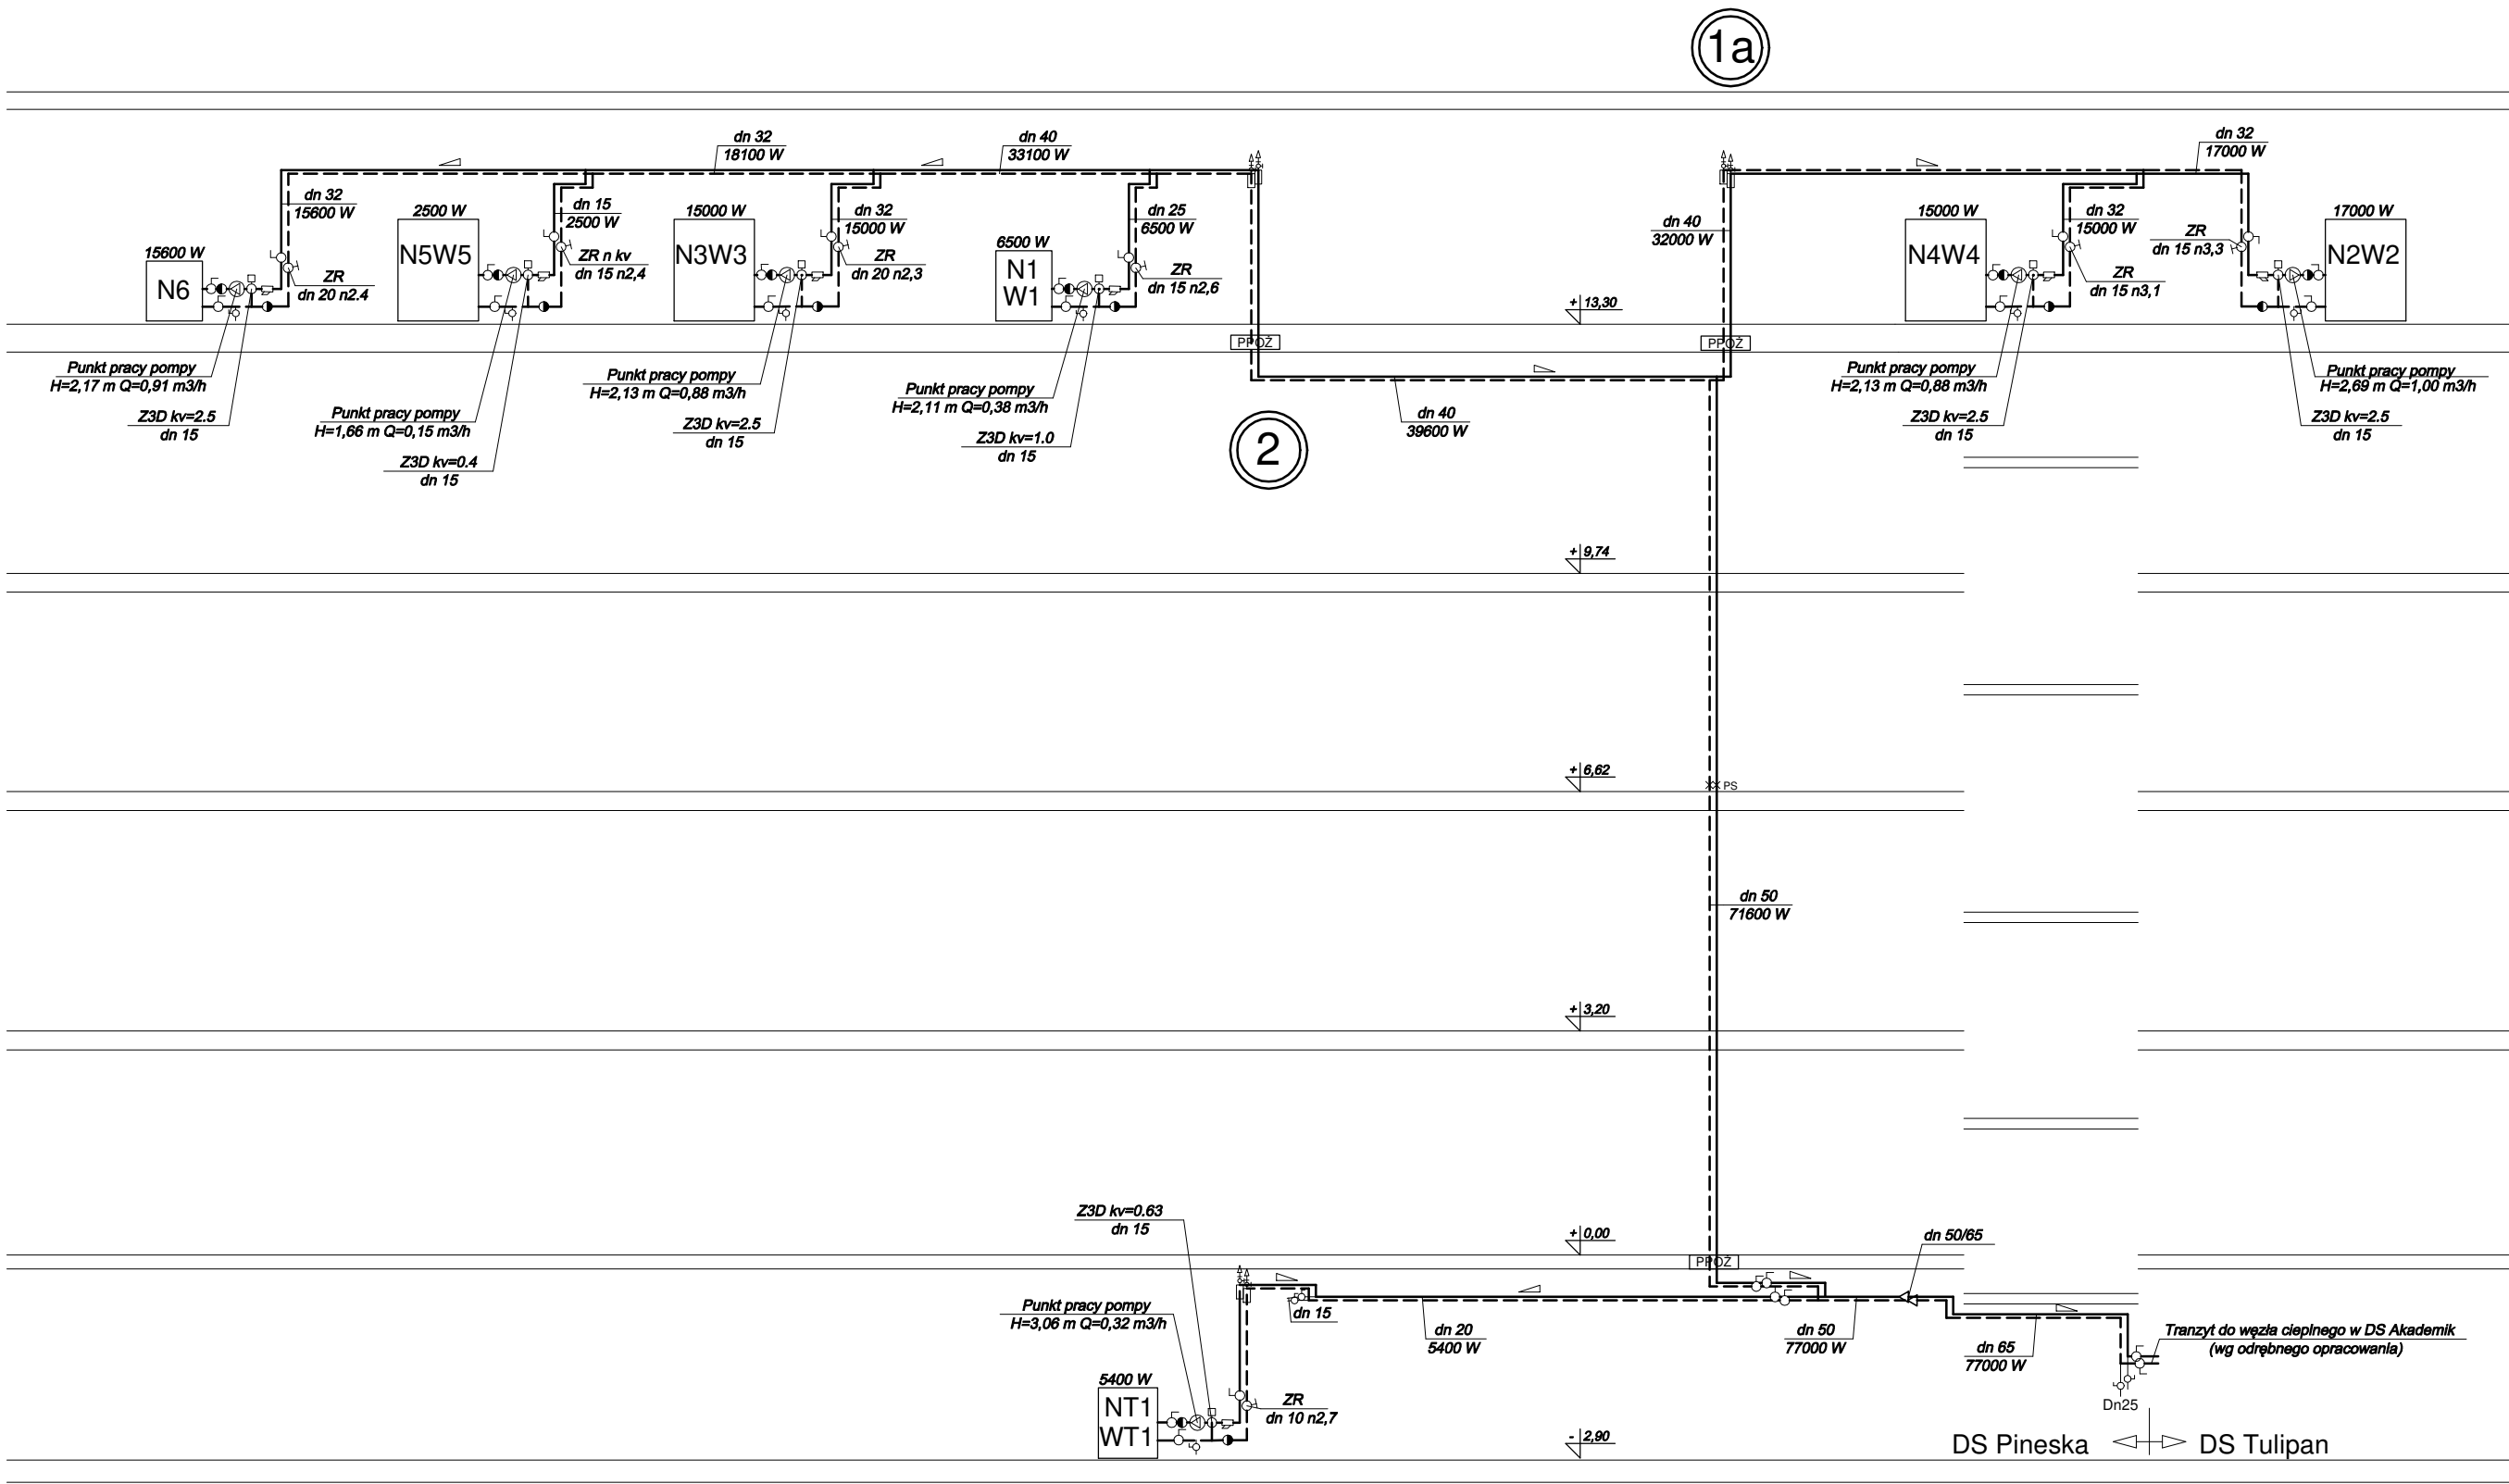 1a
dn 32
18100 W
dn 40
33100 W
dn 32
17000 W
dn 32
15600 W
2500 W
dn 15
2500 W
15000 W
dn 32
15000 W
6500 W
dn 25
6500 W
dn 40
32000 W
15000 W
dn 32
15000 W
ZR
dn 15 n3,3
17000 W
15600 W
N6
ZR
dn 20 n2.4
N5W5
ZR n kv
dn 15 n2,4
N3W3
ZR
dn 20 n2,3
N1
W1
ZR
dn 15 n2,6
N4W4
ZR
dn 15 n3,1
N2W2
+ 13,30
PPOŻ
PPOŻ
Punkt pracy pompy
H=2,17 m Q=0,91 m3/h
Z3D kv=2.5
dn 15
Punkt pracy pompy
H=1,66 m Q=0,15 m3/h
Z3D kv=0.4
dn 15
Punkt pracy pompy
H=2,13 m Q=0,88 m3/h
Z3D kv=2.5
dn 15
Punkt pracy pompy
H=2,11 m Q=0,38 m3/h
Z3D kv=1.0
dn 15
2
dn 40
39600 W
Punkt pracy pompy
H=2,13 m Q=0,88 m3/h
Z3D kv=2.5
dn 15
Punkt pracy pompy
H=2,69 m Q=1,00 m3/h
Z3D kv=2.5
dn 15
+ 9,74
+ 6,62
PS
dn 50
71600 W
+ 3,20
Z3D kv=0.63
dn 15
+ 0,00
dn 50/65
PPOŻ
Punkt pracy pompy
H=3,06 m Q=0,32 m3/h
dn 15
dn 20
5400 W
dn 50
77000 W
dn 65
77000 W
Tranzyt do węzła cieplnego w DS Akademik
(wg odrębnego opracowania)
5400 W
NT1
WT1
ZR
dn 10 n2,7
Dn25
- 2,90
DS Pineska
DS Tulipan